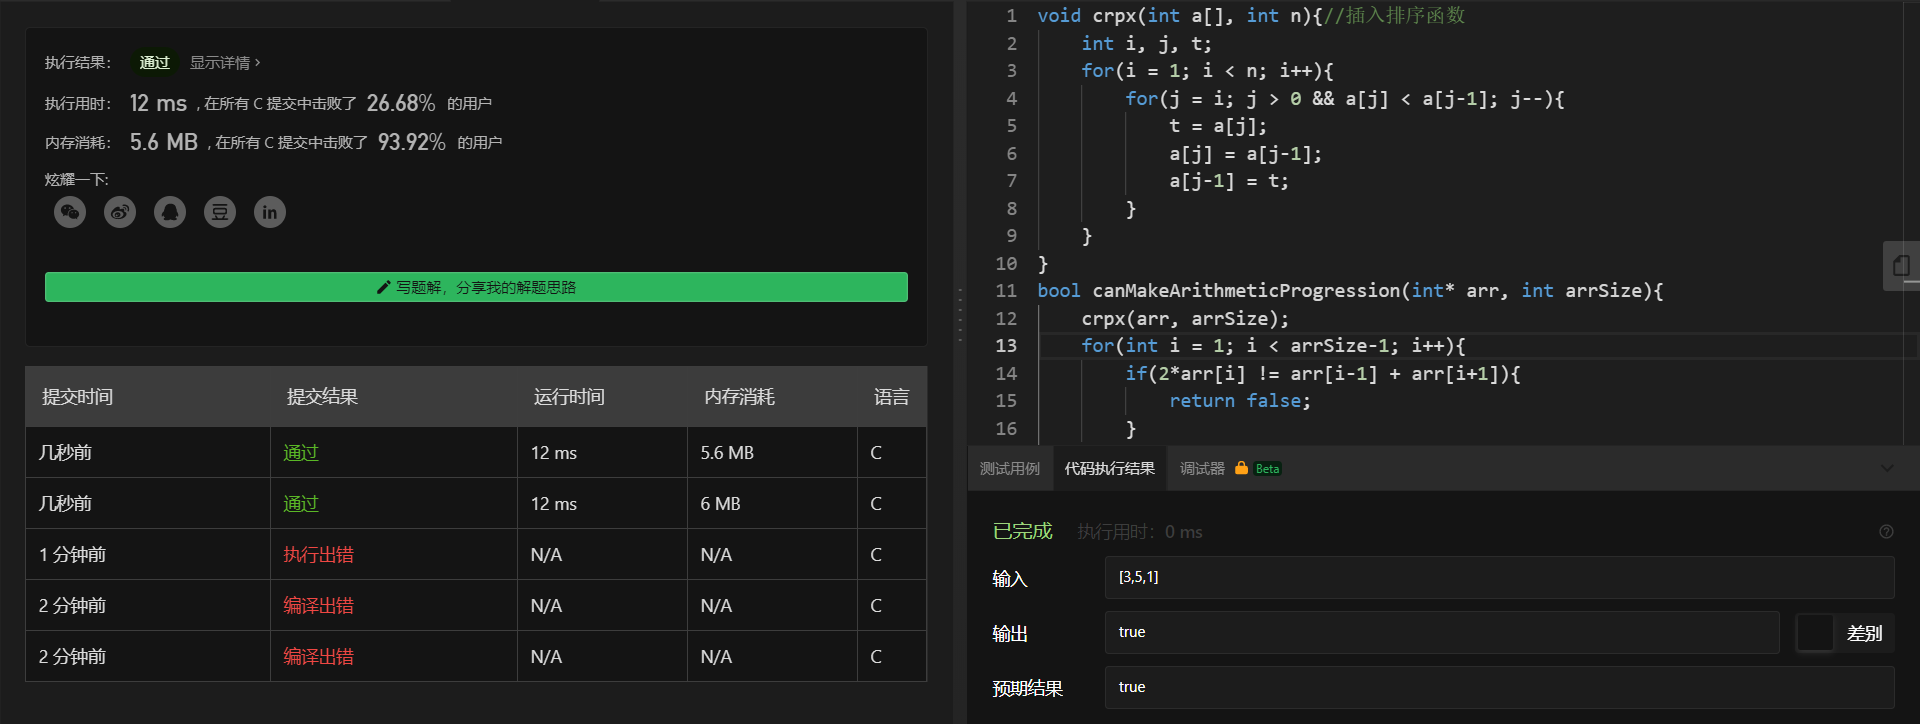 执行结果： 通过 显示详情 ›
执行用时： 12 ms , 在所有 C 提交中击败了 26.68% 的用户
内存消耗： 5.6 MB , 在所有 C 提交中击败了 93.92% 的用户
炫耀一下:
豆 in
写题解，分享我的解题思路
提交时间 提交结果 运行时间 内存消耗 语言
几秒前 通过 12 ms 5.6 MB C
几秒前 通过 12 ms 6 MB C
1 分钟前 执行出错 N/A N/A C
2 分钟前 编译出错 N/A N/A C
2 分钟前 编译出错 N/A N/A C
1 void crpx(int a[], int n){//插入排序函数
2 int i, j, t;
3 for(i = 1; i < n; i++){
4 for(j = i; j > 0 && a[j] < a[j-1]; j--){
5 t = a[j];
6 a[j] = a[j-1];
7 a[j-1] = t;
8 }
9 }
10 }
11 bool canMakeArithmeticProgression(int* arr, int arrSize){
12 crpx(arr, arrSize);
13 for(int i = 1; i < arrSize-1; i++){
14 if(2*arr[i] != arr[i-1] + arr[i+1]){
15 return false;
16 }
测试用例 代码执行结果 调试器 Beta
已完成 执行用时：0 ms
输入 [3,5,1]
输出 true 差别
预期结果 true